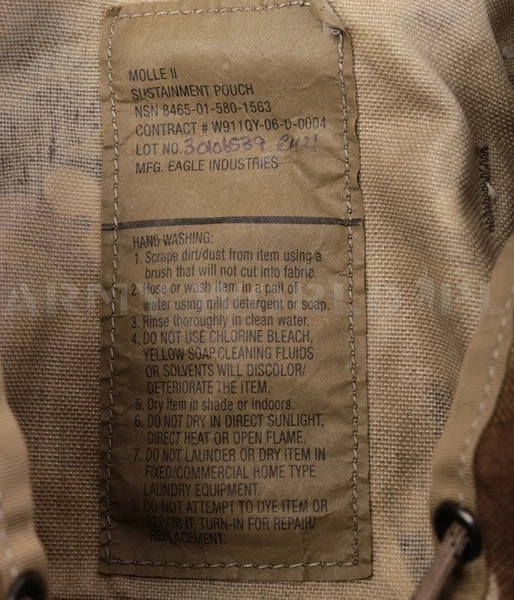 MOLLE II
SUSTAINMENT POUCH
NSN 8465-01-580-1563
CONTRACT # W911QY-06-D-0004
LOT NO. 30106539
MFG. EAGLE INDUSTRIES
HAND WASHING:
1. Scrape dirt/dust from item using a
brush that will not cut into fabric.
2. Hose or wash item in a pail of
water using mild detergent or soap.
3. Rinse thoroughly in clean water.
4. DO NOT USE CHLORINE BLEACH,
YELLOW SOAP, CLEANING FLUIDS
OR SOLVENTS WILL DISCOLOR/
DETERIORATE THE ITEM.
5. Dry item in shade or indoors.
6. DO NOT DRY IN DIRECT SUNLIGHT,
DIRECT HEAT OR OPEN FLAME.
7. DO NOT LAUNDER OR DRY ITEM IN
FIXED/COMMERCIAL HOME TYPE
LAUNDRY EQUIPMENT.
8. DO NOT ATTEMPT TO DYE ITEM OR
REPAIR IT. TURN-IN FOR REPAIR/
REPLACEMENT.